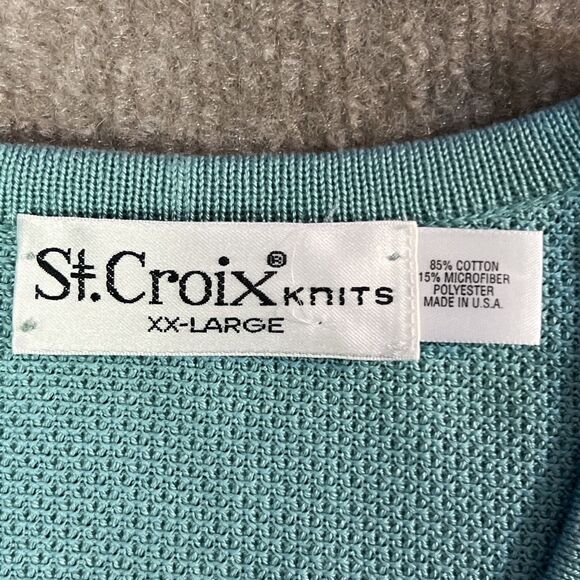 St.Croix® KNITS
XX-LARGE
85% COTTON
15% MICROFIBER
POLYESTER
MADE IN U.S.A.